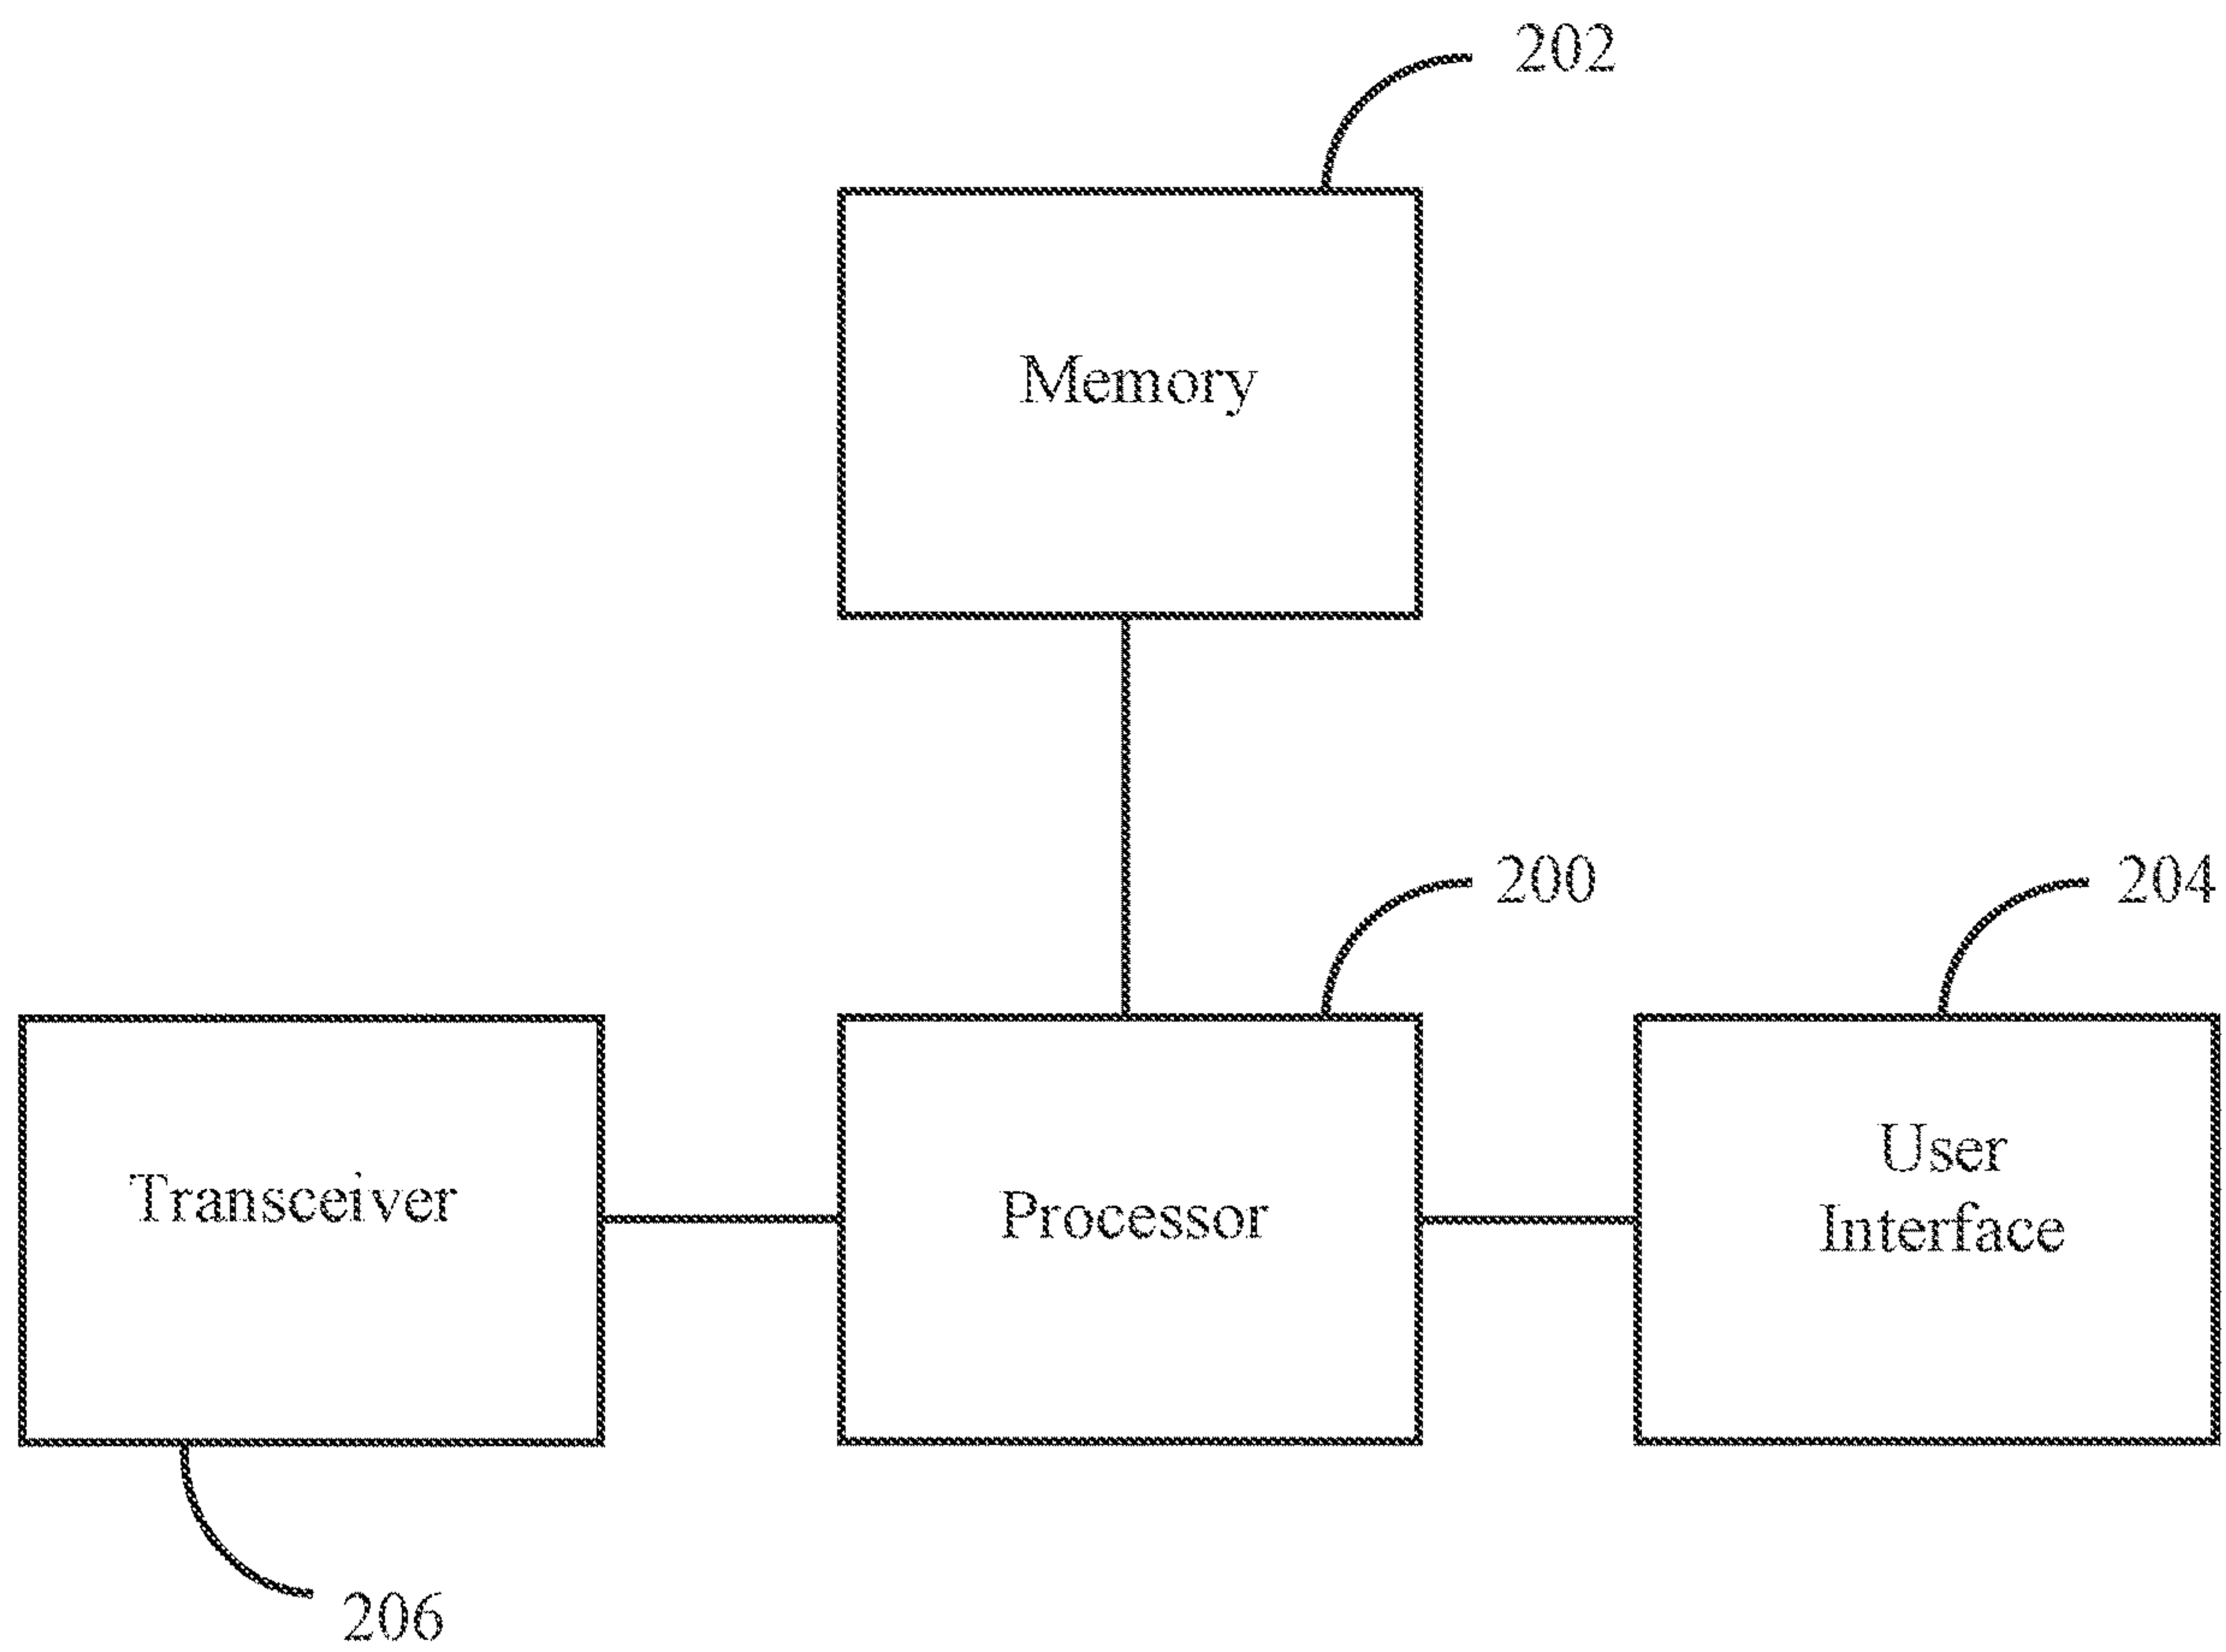 202
Memory
200
204
Transceiver
Processor
User
Interface
206